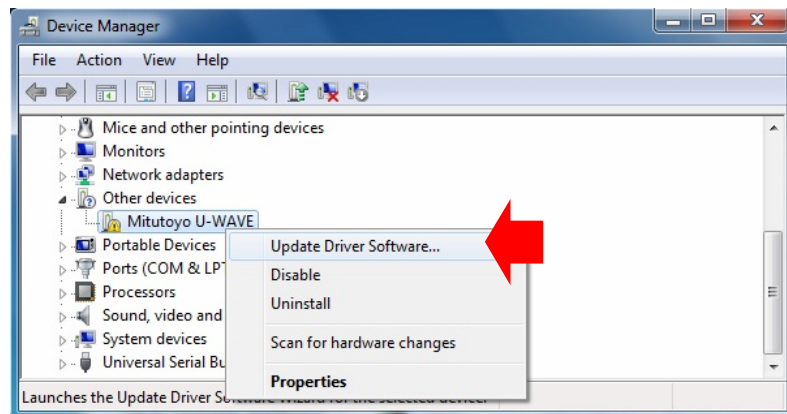 Device Manager
File Action View Help
Mice and other pointing devices
Monitors
Network adapters
Other devices
Mitutoyo U-WAVE
Portable Devices
Update Driver Software...
Ports (COM & LPT
Disable
Processors
Uninstall
Sound, video and
System devices
Scan for hardware changes
Universal Serial Bu
Properties
Launches the Update Driver Software Wizard for the selected device.